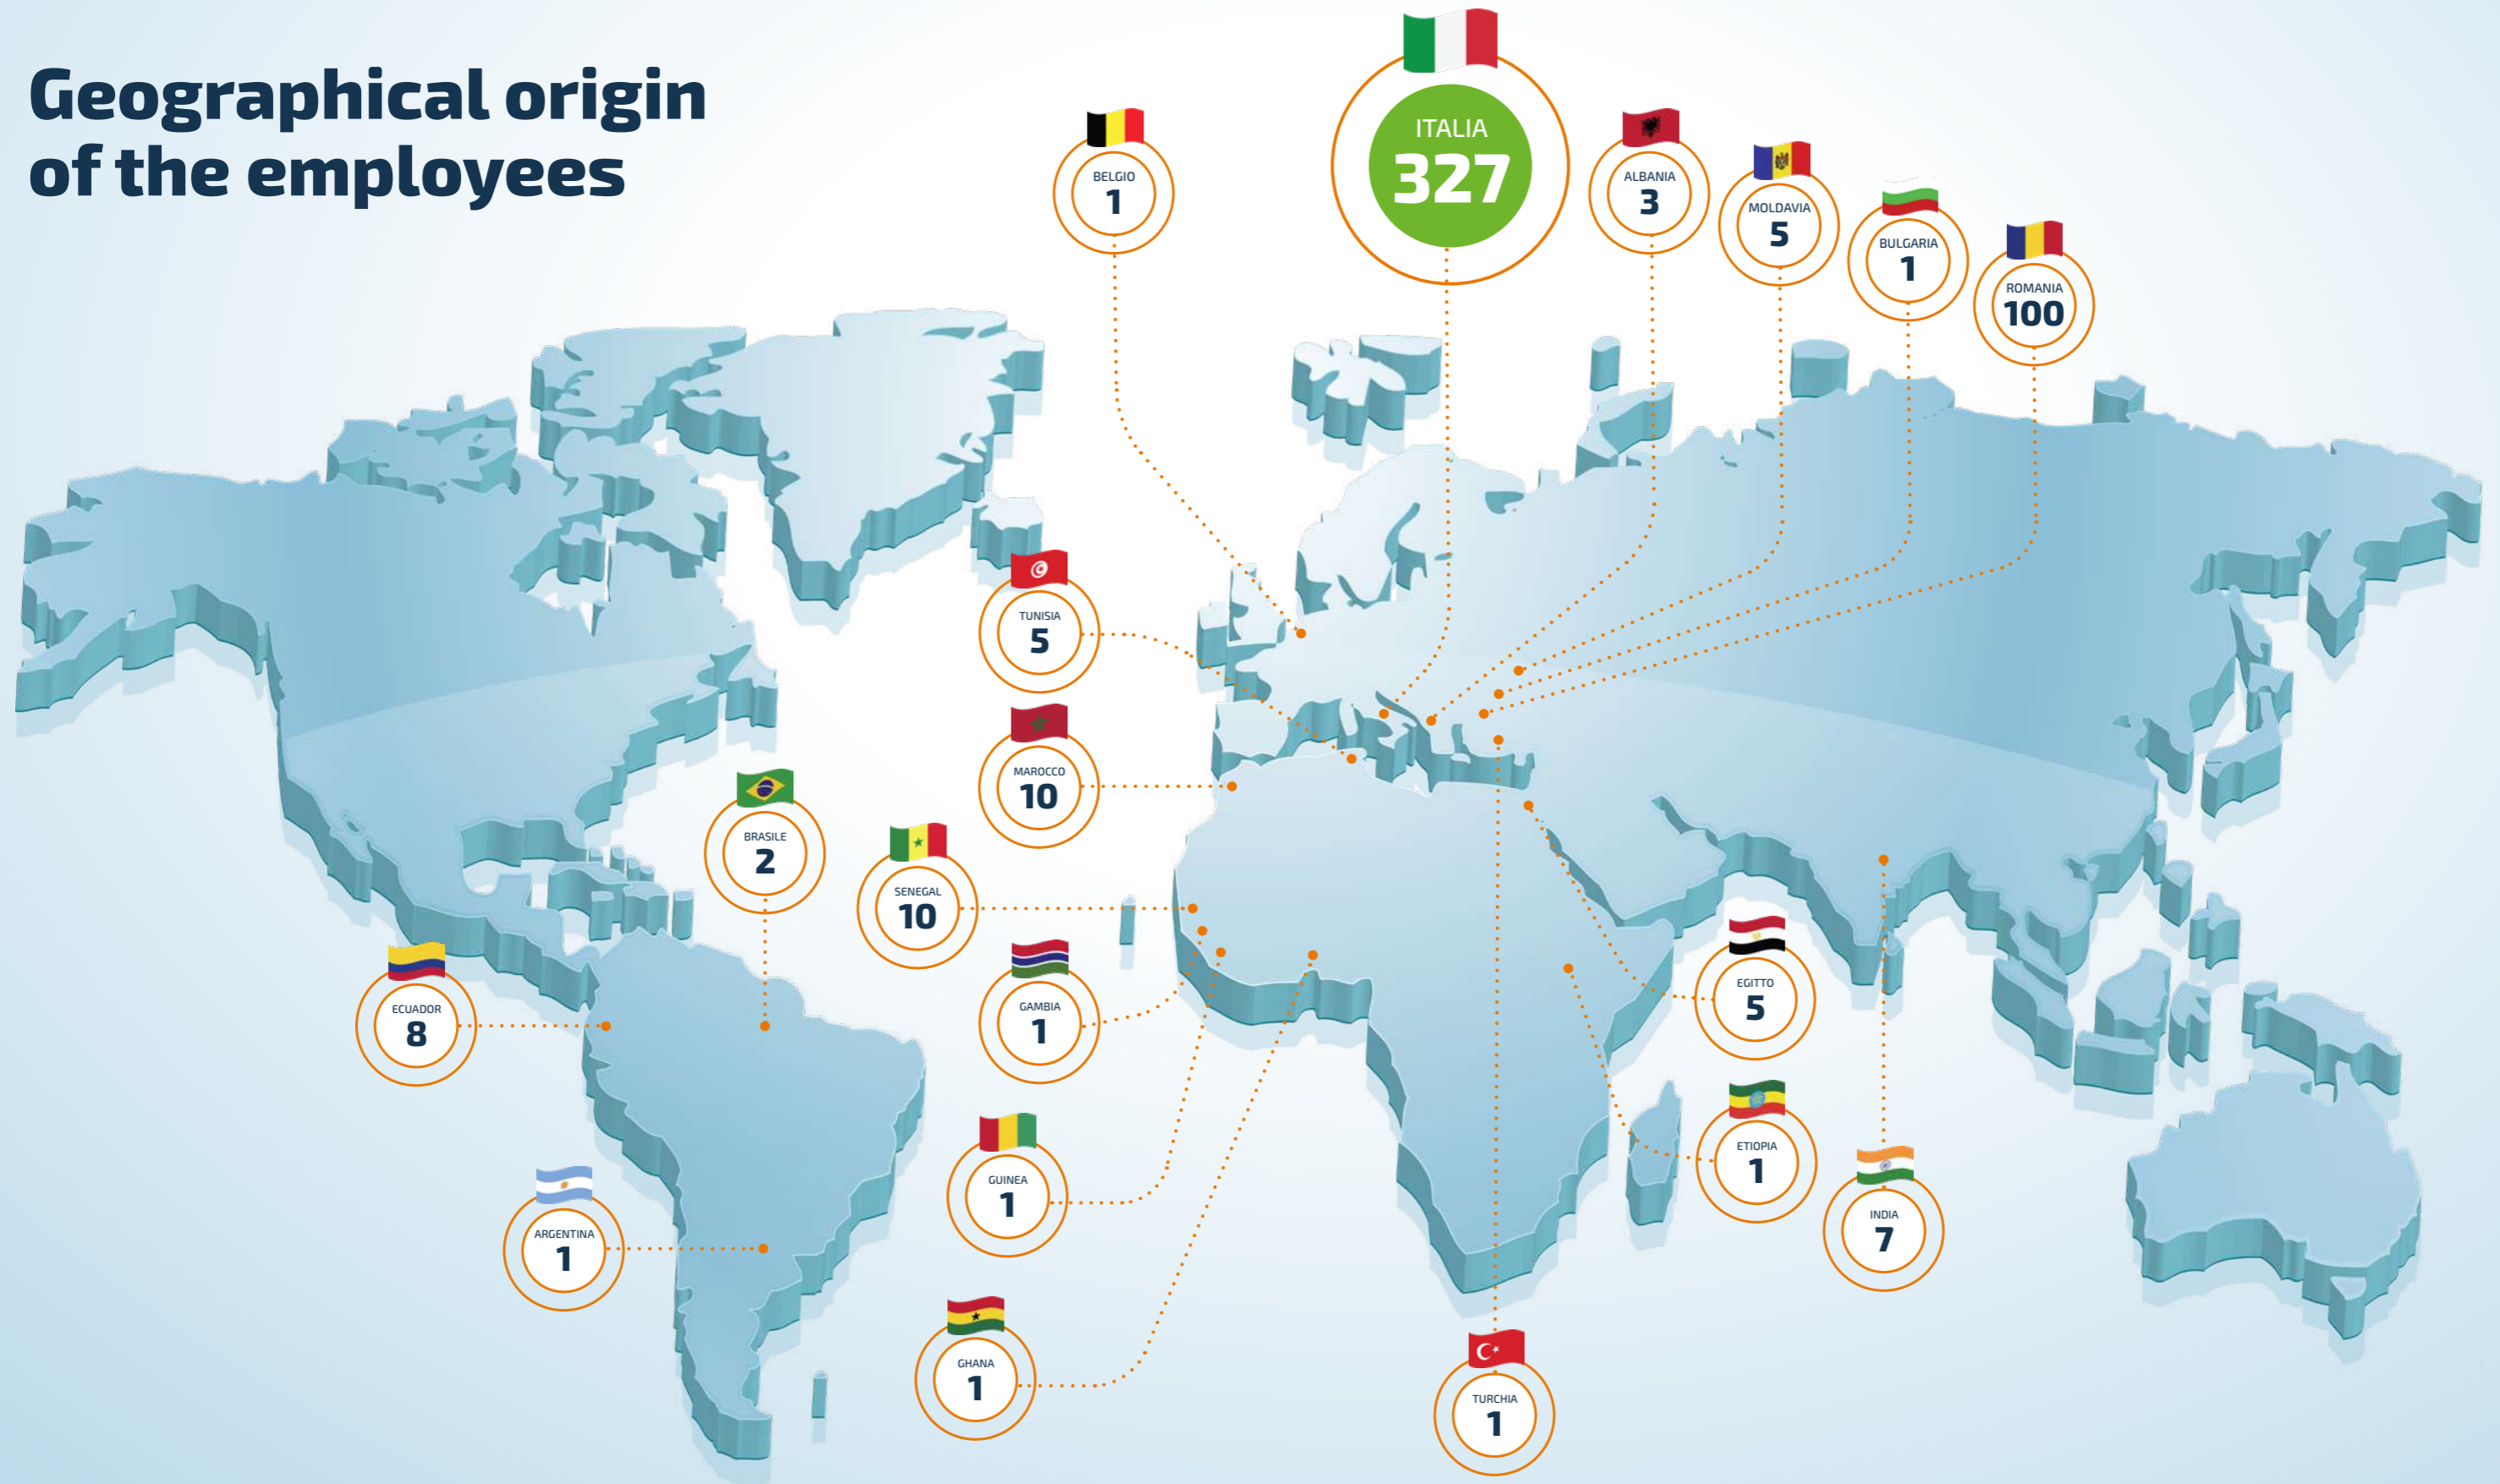 Geographical origin
of the employees
BELGIO
1
ITALIA
327
ALBANIA
3
MOLDAVIA
5
BULGARIA
1
ROMANIA
100
TUNISIA
5
MAROCCO
10
BRASILE
2
SENEGAL
10
ECUADOR
8
GAMBIA
1
EGITTO
5
GUINEA
1
ETIOPIA
1
INDIA
7
ARGENTINA
1
GHANA
1
TURCHIA
1